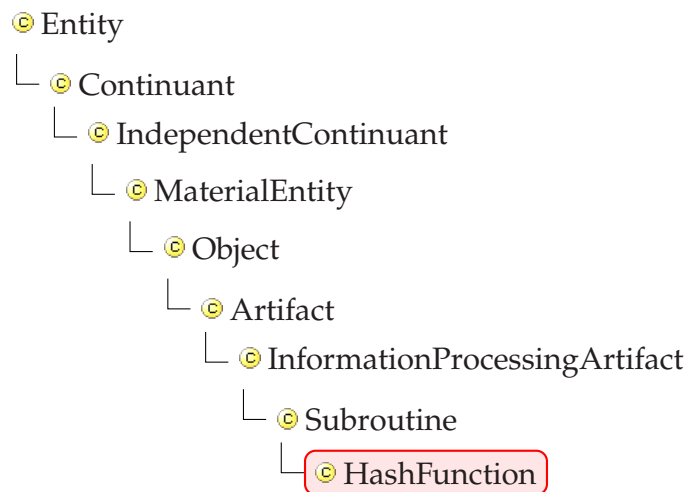 Entity
Continuant
IndependentContinuant
MaterialEntity
Object
Artifact
InformationProcessingArtifact
Subroutine
HashFunction